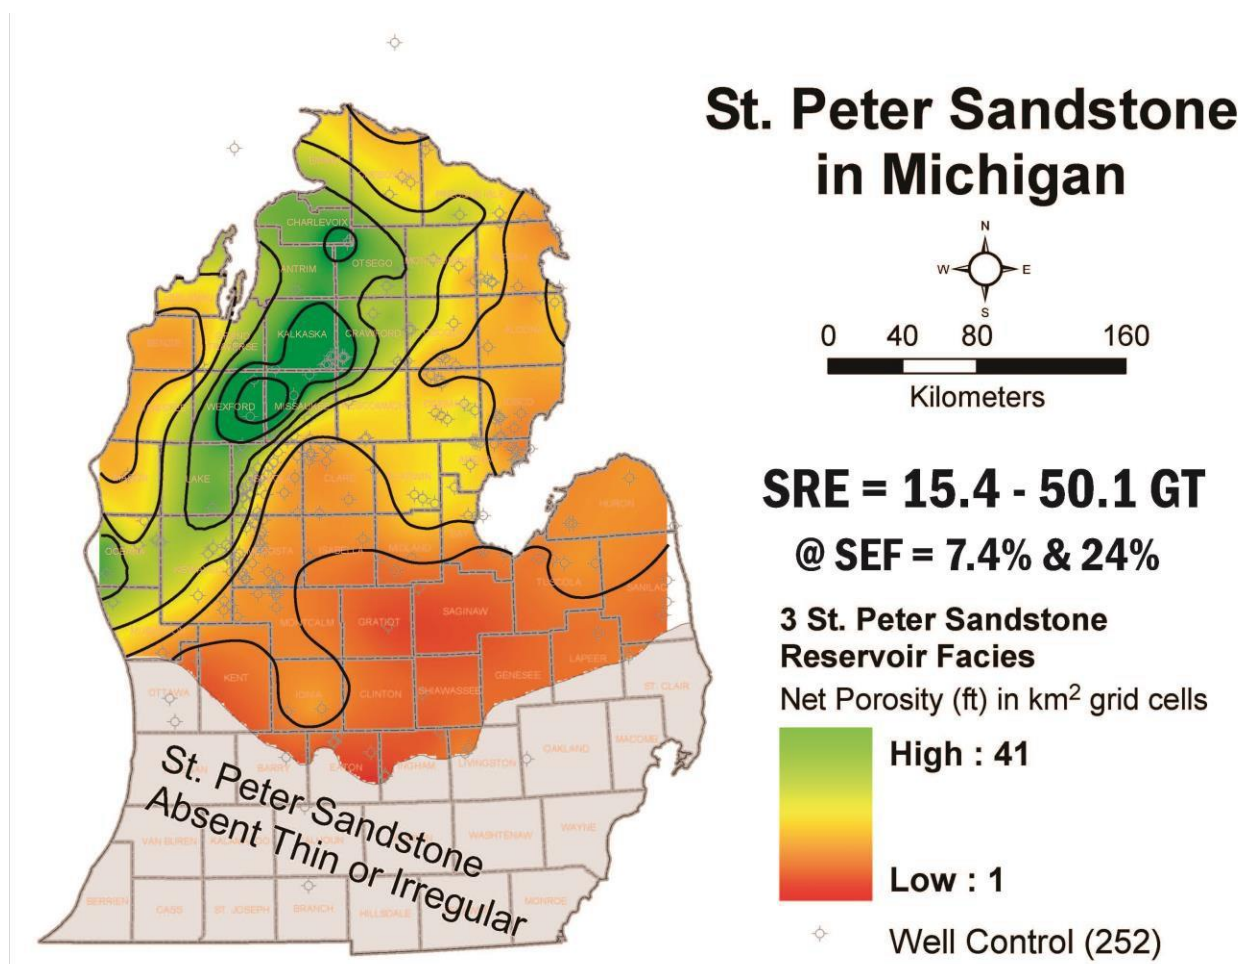 St. Peter Sandstone
in Michigan
N
W E
S
0 40 80 160
Kilometers
SRE = 15.4 - 50.1 GT
@ SEF = 7.4% & 24%
3 St. Peter Sandstone
Reservoir Facies
Net Porosity (ft) in km² grid cells
High : 41
Low : 1
Well Control (252)
CHARLEVOIX
ANTRIM
OTSEGO
KALKASKA
CRAWFORD
WEXFORD
LAKE
CLARE
HURON
ISABELLA
MIDLAND
TUSCOLA
SANILAC
MONTCALM
GRATIOT
SAGINAW
KENT
IONIA
CLINTON
SHIAWASSEE
GENESEE
LAPEER
ST. CLAIR
OTTAWA
BARRY
EATON
LIVINGSTON
OAKLAND
MACOMB
St. Peter Sandstone
Absent Thin or Irregular
VAN BUREN
WASHTENAW
WAYNE
BERRIEN
CASS
ST. JOSEPH
BRANCH
HILLSDALE
MONROE